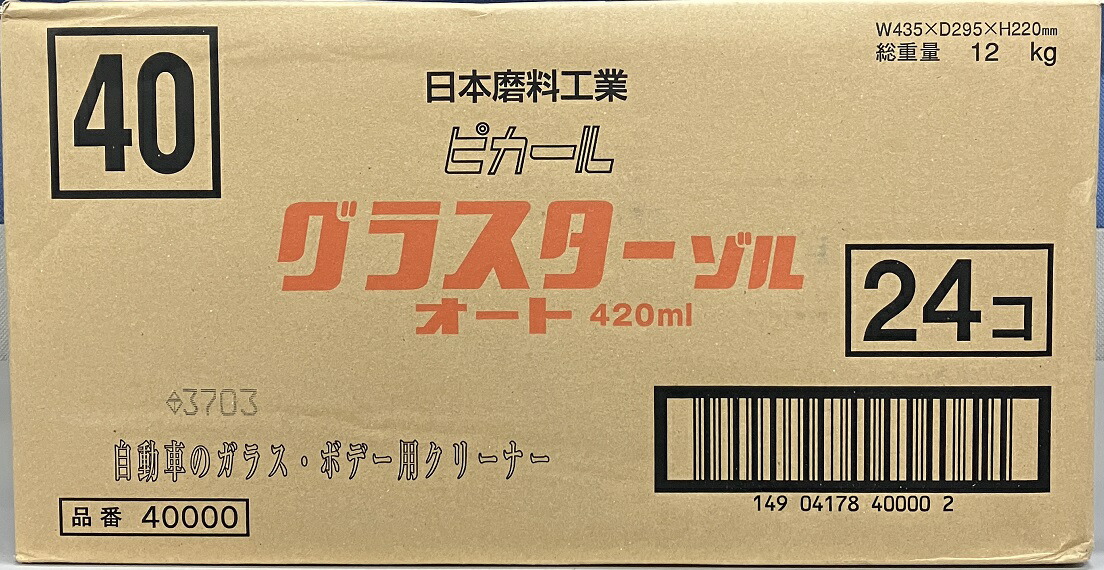 40
W435×D295×H220mm
総重量 12 kg
日本磨料工業
ピカール
グラスターゾル
オート 420ml
24コ
3703
自動車のガラス・ボデー用クリーナー
品番 40000
149 04178 40000 2